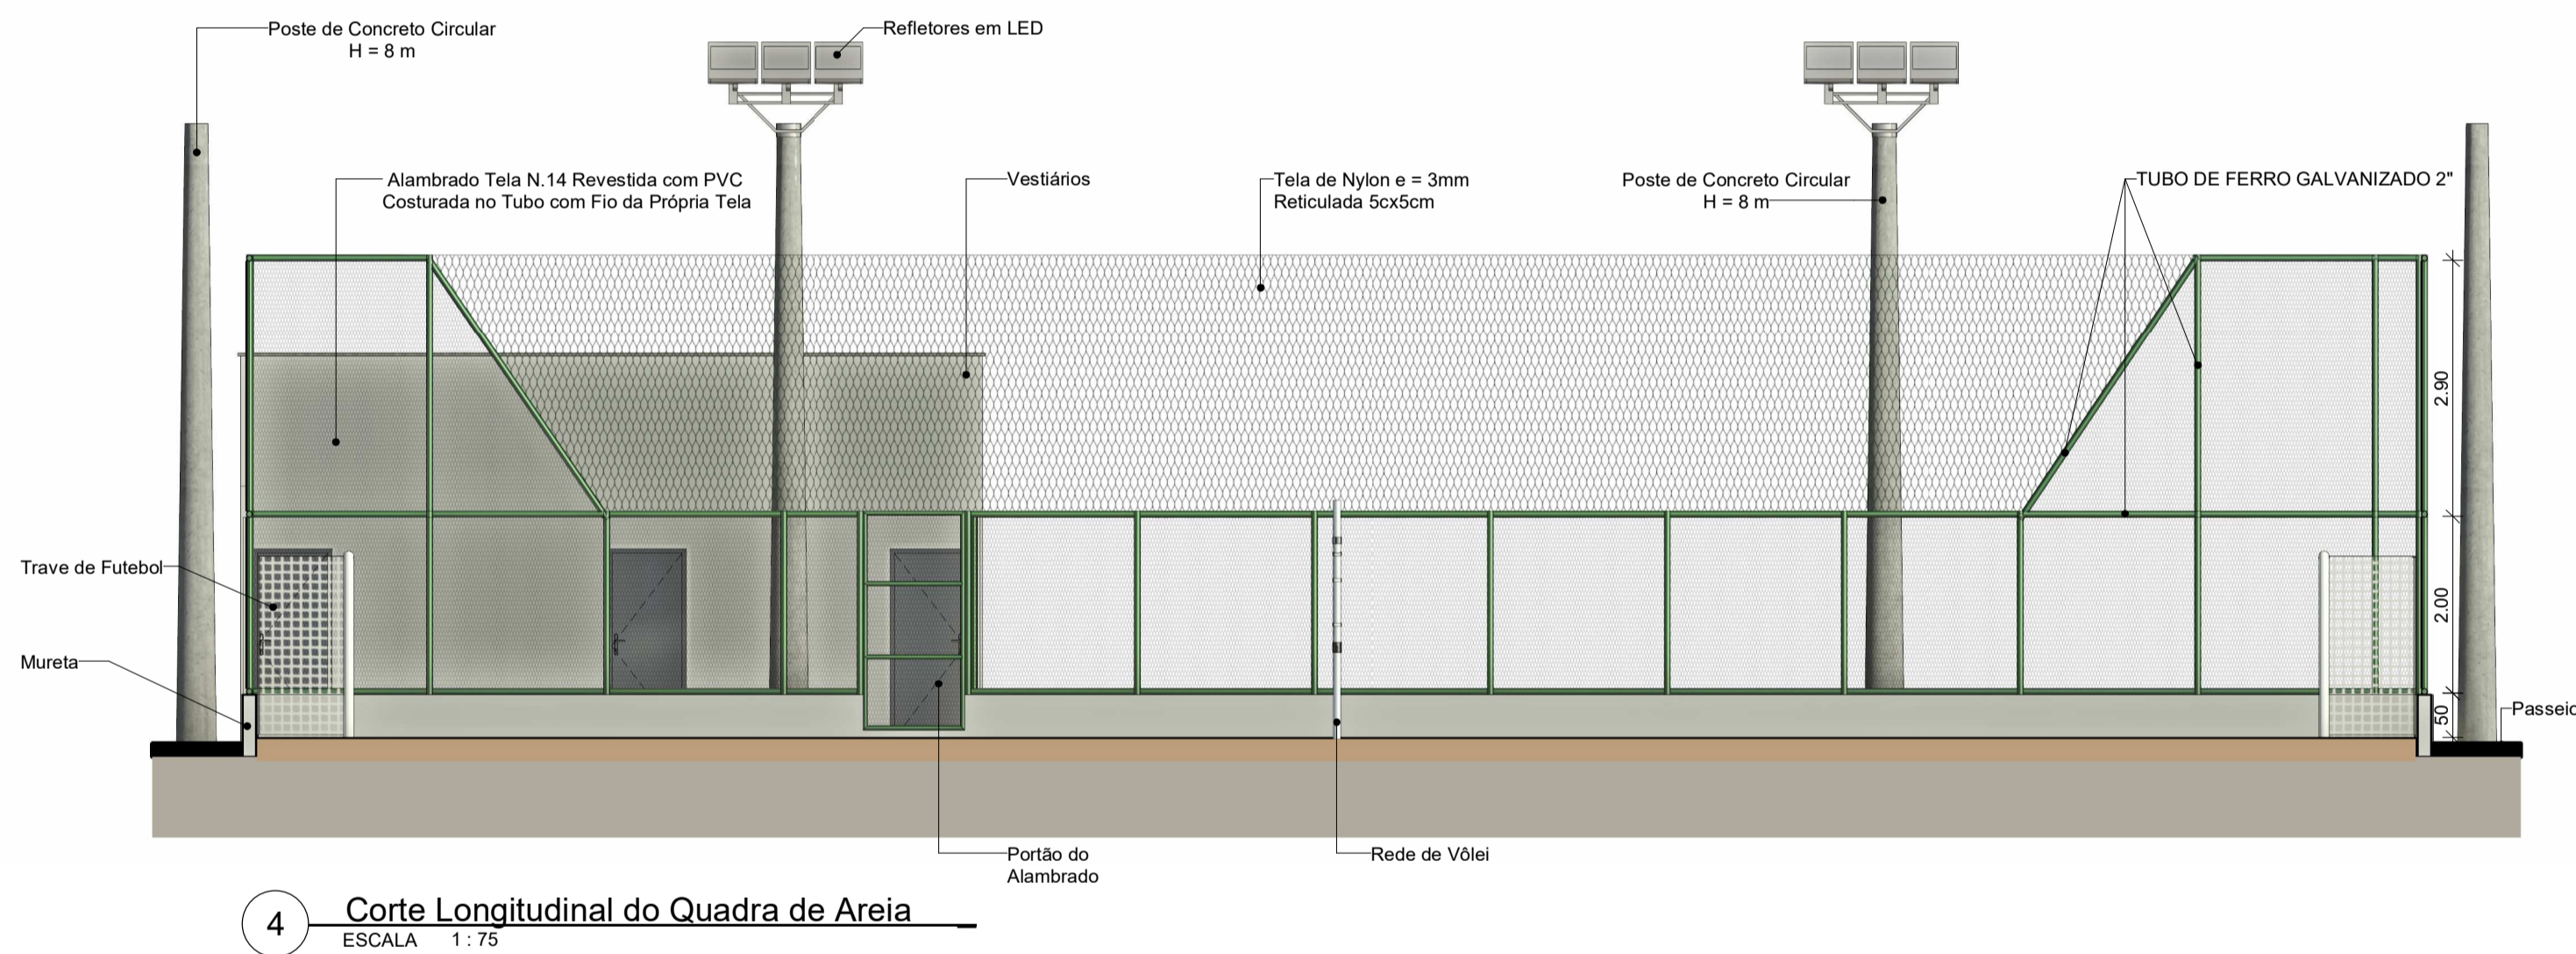 Poste de Concreto Circular
H = 8 m
Refletores em LED
Alambrado Tela N.14 Revestida com PVC
Costurada no Tubo com Fio da Própria Tela
Vestiários
Tela de Nylon e = 3mm
Reticulada 5cx5cm
Poste de Concreto Circular
H = 8 m
TUBO DE FERRO GALVANIZADO 2"
2.90
Trave de Futebol
2.00
Mureta
50
Passeio
Portão do
Alambrado
Rede de Vôlei
4
Corte Longitudinal do Quadra de Areia
ESCALA 1 : 75